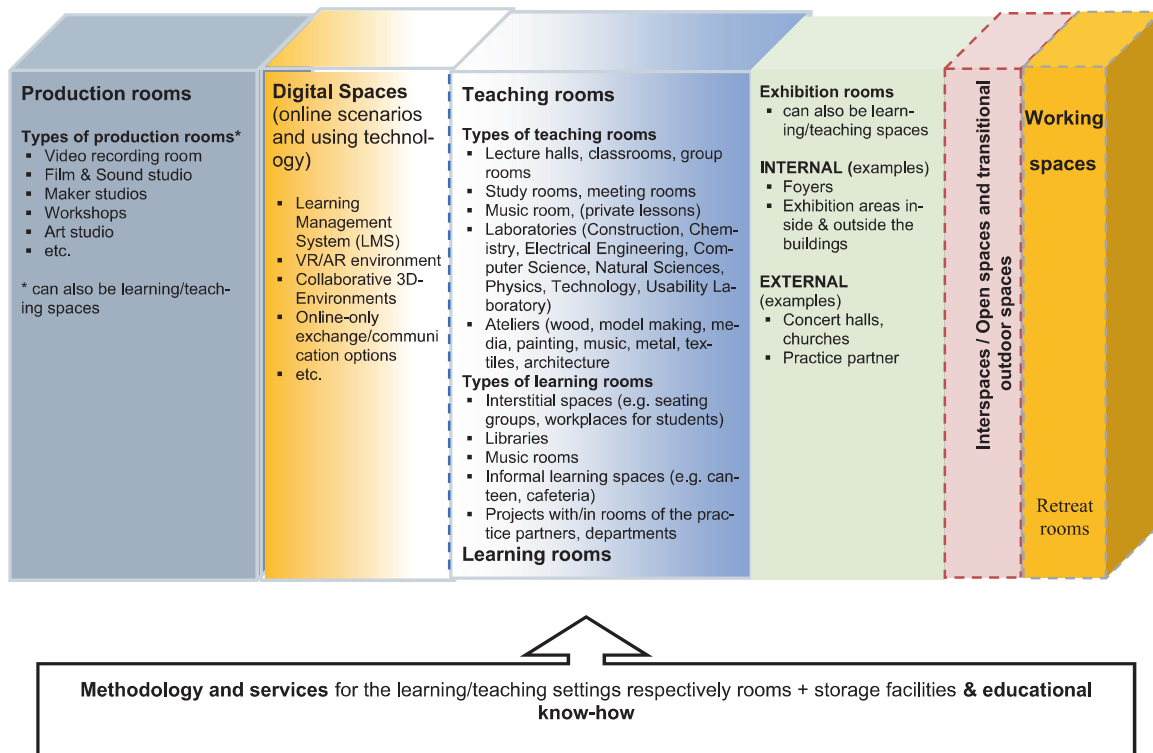 Production rooms
Types of production rooms*
▪ Video recording room
▪ Film & Sound studio
▪ Maker studios
▪ Workshops
▪ Art studio
▪ etc.
* can also be learning/teach-
ing spaces
Digital Spaces
(online scenarios
and using technol-
ogy)
▪ Learning
Management
System (LMS)
▪ VR/AR environment
▪ Collaborative 3D-
Environments
▪ Online-only
exchange/communi
cation options
▪ etc.
Teaching rooms
Types of teaching rooms
▪ Lecture halls, classrooms, group
rooms
▪ Study rooms, meeting rooms
▪ Music room, (private lessons)
▪ Laboratories (Construction, Che-
mistry, Electrical Engineering, Com-
puter Science, Natural Sciences,
Physics, Technology, Usability La-
boratory)
▪ Ateliers (wood, model making, me-
dia, painting, music, metal, tex-
tiles, architecture
Types of learning rooms
▪ Interstitial spaces (e.g. seating
groups, workplaces for students)
▪ Libraries
▪ Music rooms
▪ Informal learning spaces (e.g. can-
teen, cafeteria)
▪ Projects with/in rooms of the prac-
tice partners, departments
Learning rooms
Exhibition rooms
▪ can also be learn-
ing/teaching spaces
INTERNAL (examples)
▪ Foyers
▪ Exhibition areas in-
side & outside the
buildings
EXTERNAL
(examples)
▪ Concert halls,
churches
▪ Practice partner
Interspaces / Open spaces and transitional
outdoor spaces
Working
spaces
Retreat
rooms
Methodology and services for the learning/teaching settings respectively rooms + storage facilities & educational
know-how